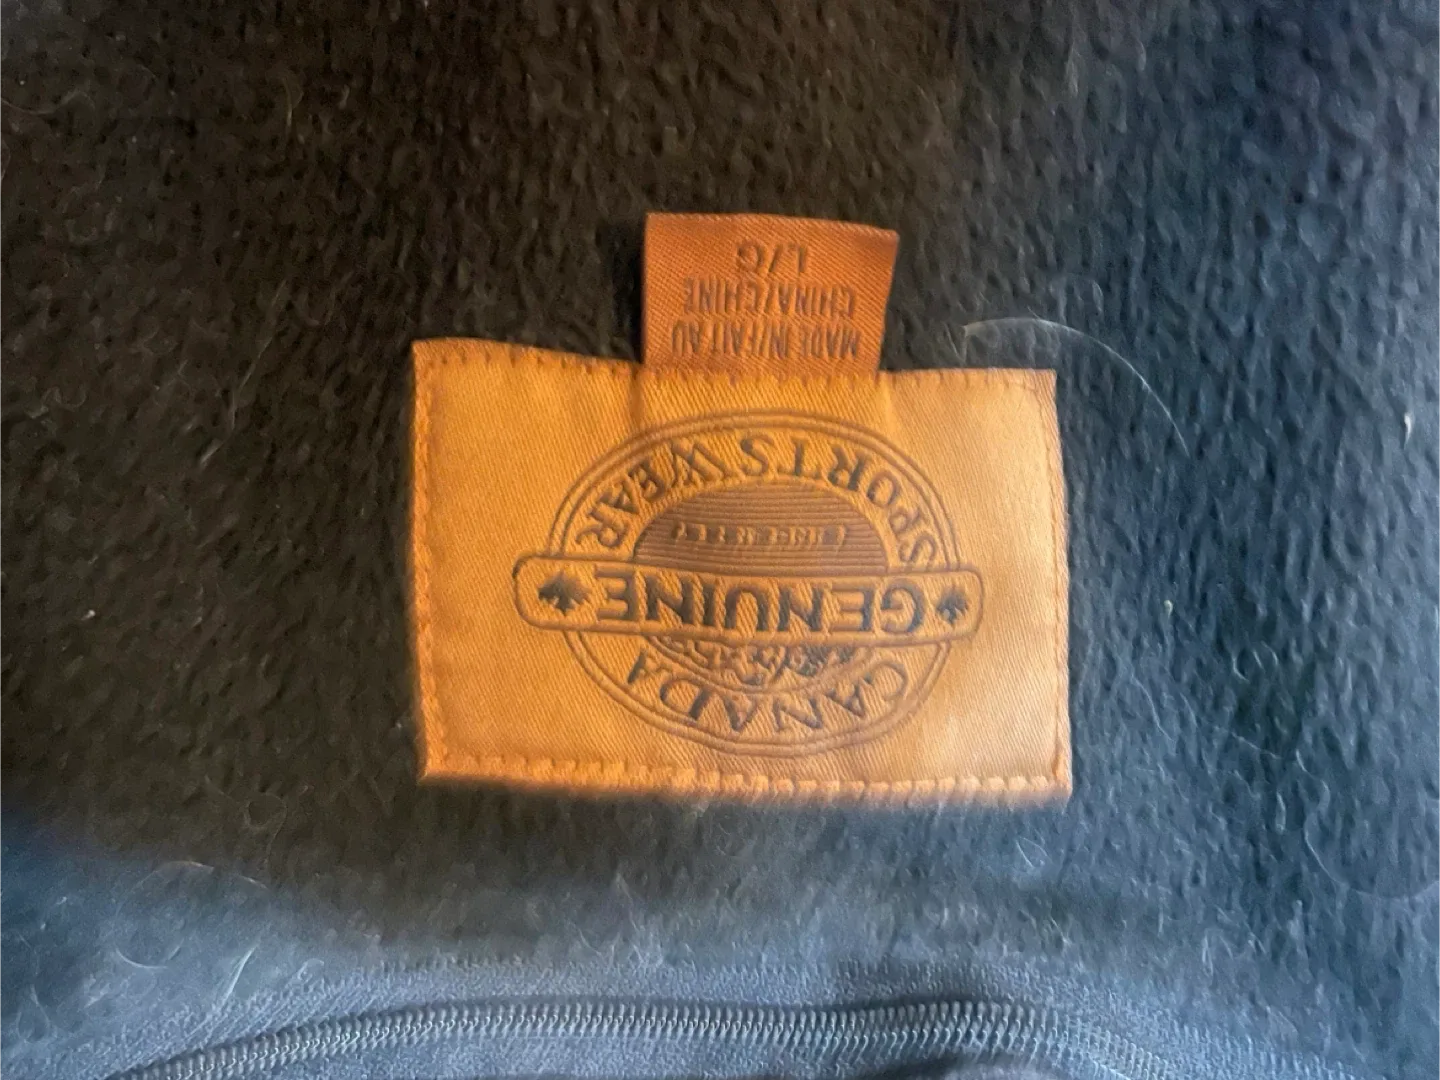 CANADA
GENUINE
SPORTSWEAR
MADE IN/FAIT AU
CHINA/CHINE
L/G